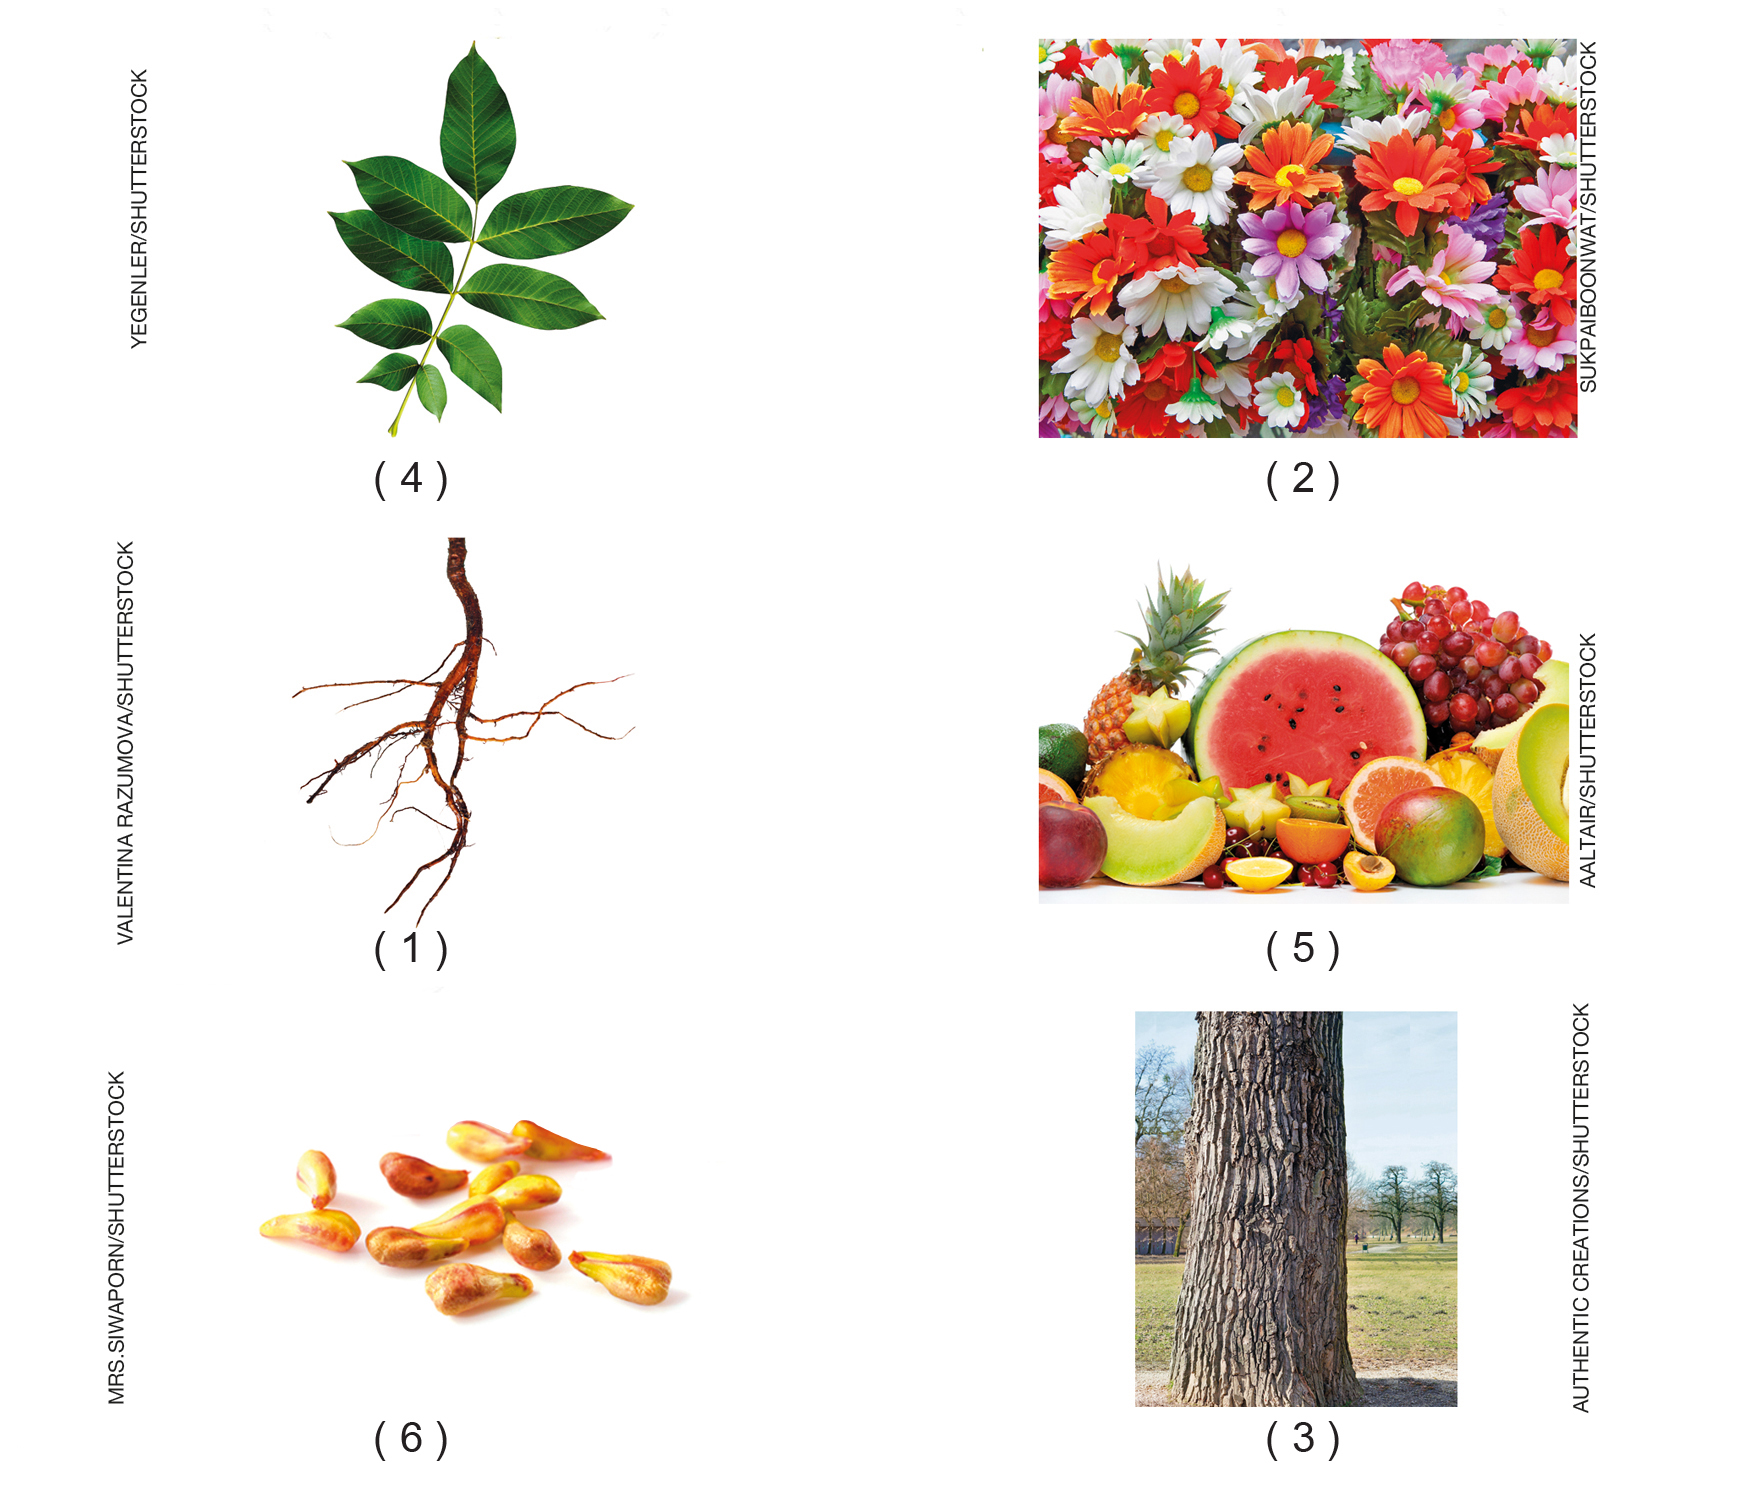 YEGENLER/SHUTTERSTOCK
SUKPAIBOONWAT/SHUTTERSTOCK
( 4 )
( 2 )
VALENTINA RAZUMOVA/SHUTTERSTOCK
AALTAIR/SHUTTERSTOCK
( 1 )
( 5 )
MRS.SIWAPORN/SHUTTERSTOCK
AUTHENTIC CREATIONS/SHUTTERSTOCK
( 6 )
( 3 )